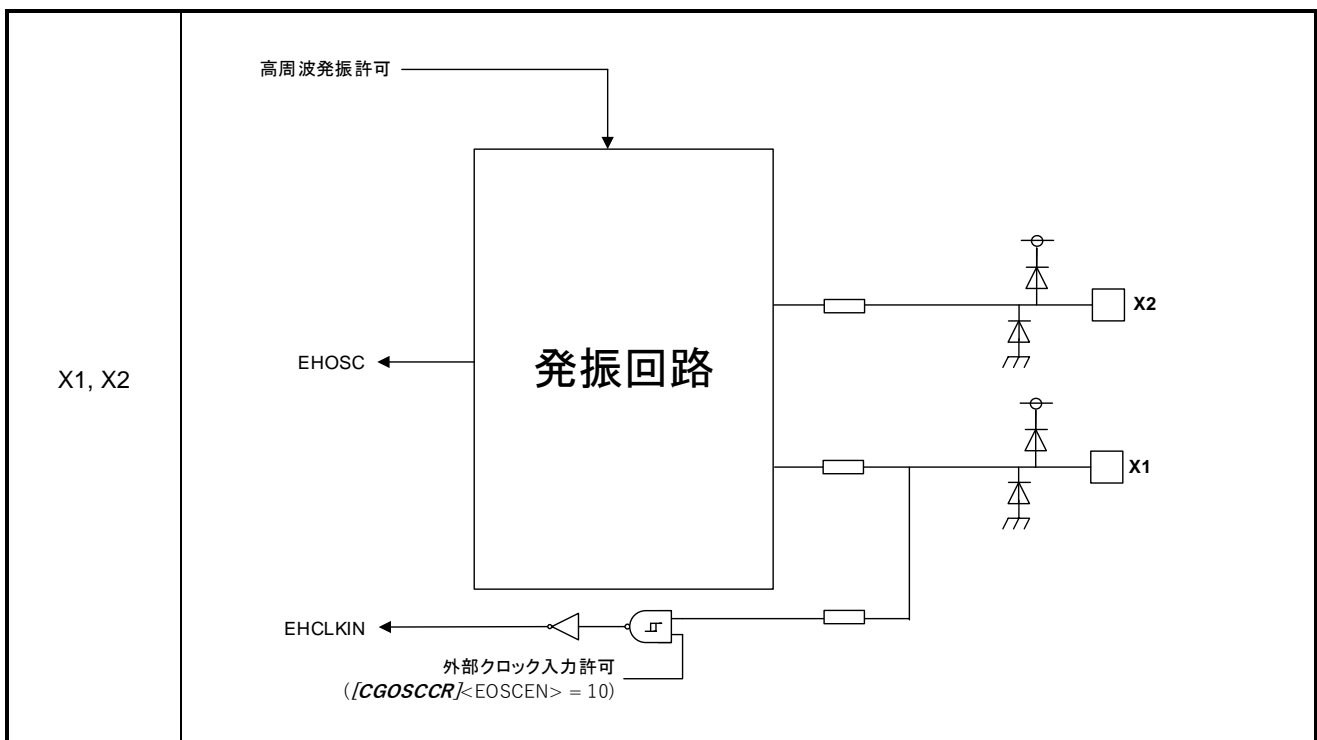 X1, X2
高周波発振許可
X2
EHOSC
発振回路
X1
EHCLKIN
外部クロック入力許可
([CGOSCCR]<EOSCEN> = 10)